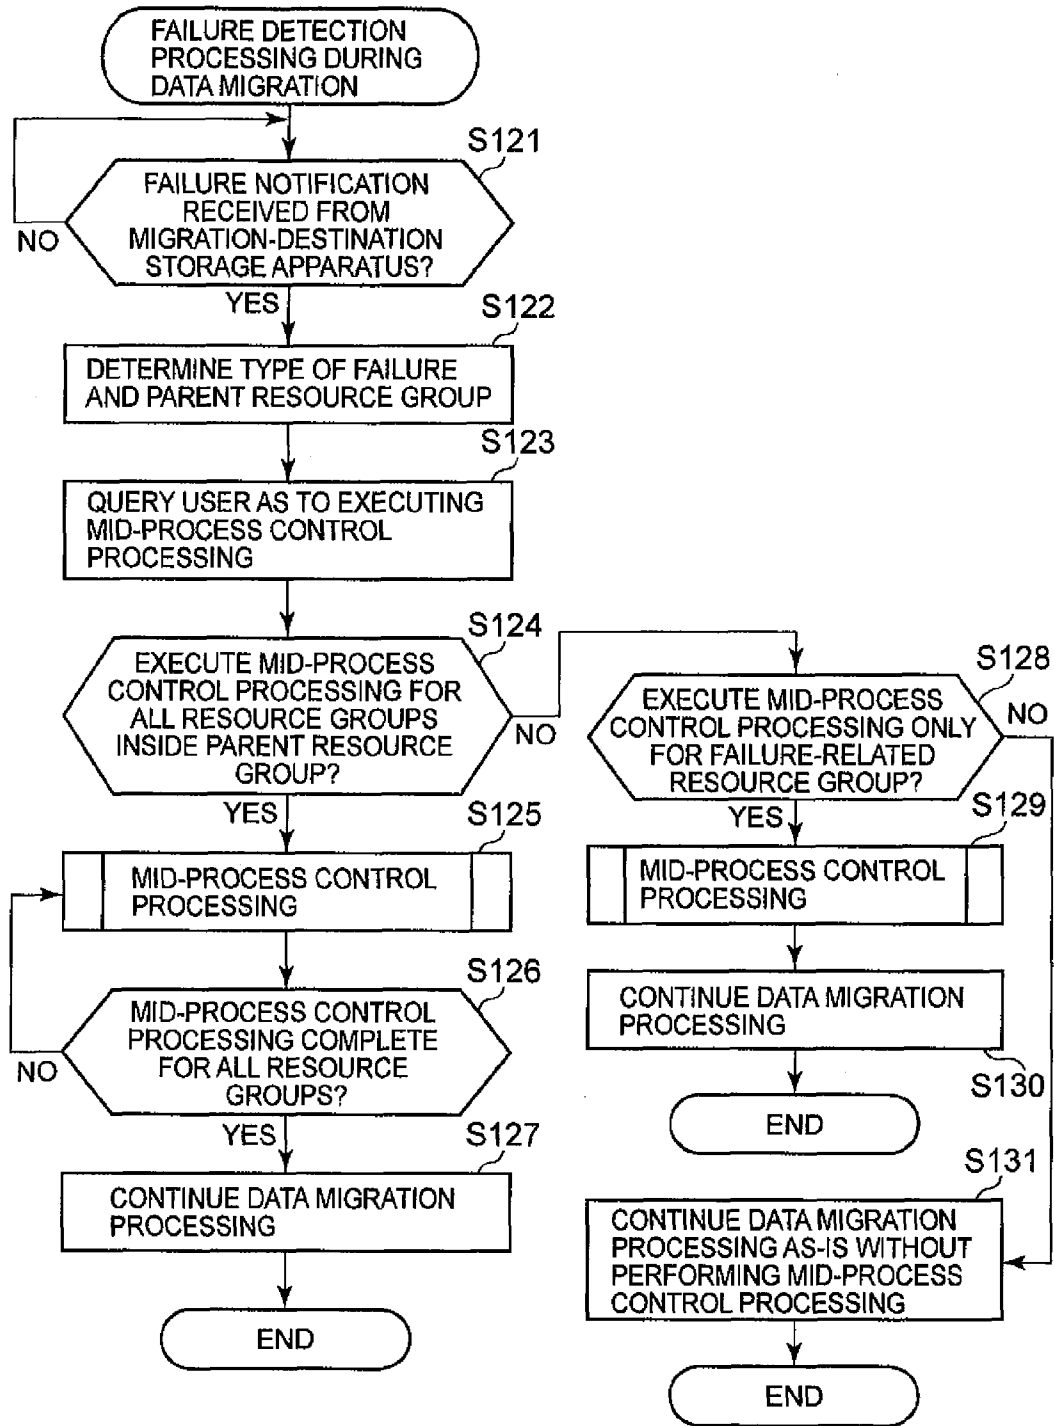 FAILURE DETECTION
PROCESSING DURING
DATA MIGRATION
S121
FAILURE NOTIFICATION
RECEIVED FROM
MIGRATION-DESTINATION
STORAGE APPARATUS?
NO
YES
S122
DETERMINE TYPE OF FAILURE
AND PARENT RESOURCE GROUP
S123
QUERY USER AS TO EXECUTING
MID-PROCESS CONTROL
PROCESSING
S124
EXECUTE MID-PROCESS
CONTROL PROCESSING FOR
ALL RESOURCE GROUPS
INSIDE PARENT RESOURCE
GROUP?
NO
YES
S125
MID-PROCESS CONTROL
PROCESSING
S126
MID-PROCESS CONTROL
PROCESSING COMPLETE
FOR ALL RESOURCE
GROUPS?
NO
YES
S127
CONTINUE DATA MIGRATION
PROCESSING
END
S128
EXECUTE MID-PROCESS
CONTROL PROCESSING ONLY
FOR FAILURE-RELATED
RESOURCE GROUP?
NO
YES
S129
MID-PROCESS CONTROL
PROCESSING
CONTINUE DATA MIGRATION
PROCESSING
S130
END
S131
CONTINUE DATA MIGRATION
PROCESSING AS-IS WITHOUT
PERFORMING MID-PROCESS
CONTROL PROCESSING
END